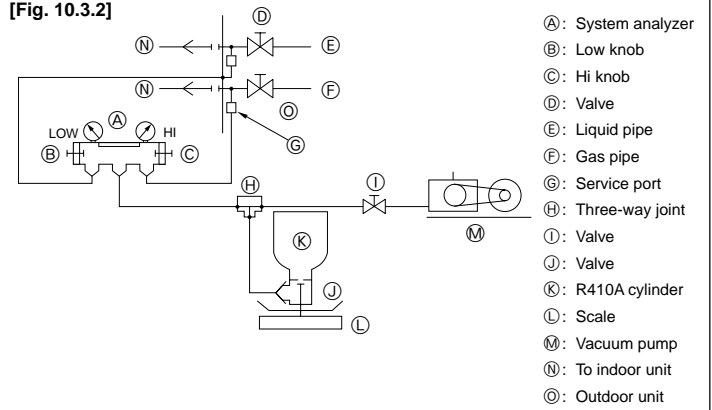 [Fig. 10.3.2]
Ⓝ
Ⓓ
Ⓔ
Ⓝ
Ⓕ
Ⓞ
Ⓖ
LOW
Ⓐ
HI
Ⓑ
Ⓒ
Ⓗ
Ⓘ
Ⓚ
Ⓜ
Ⓙ
Ⓛ
Ⓐ: System analyzer
Ⓑ: Low knob
Ⓒ: Hi knob
Ⓓ: Valve
Ⓔ: Liquid pipe
Ⓕ: Gas pipe
Ⓖ: Service port
Ⓗ: Three-way joint
Ⓘ: Valve
Ⓙ: Valve
Ⓚ: R410A cylinder
Ⓛ: Scale
Ⓜ: Vacuum pump
Ⓝ: To indoor unit
Ⓞ: Outdoor unit